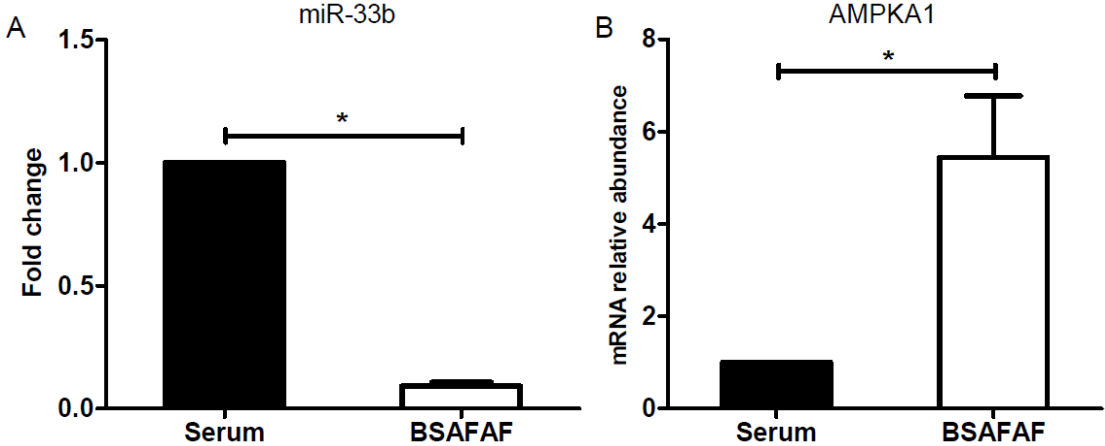 A
miR-33b
Fold change
1.5
1.0
0.5
0.0
*
Serum
BSAFAF
B
AMPKA1
mRNA relative abundance
8
6
4
2
0
*
Serum
BSAFAF